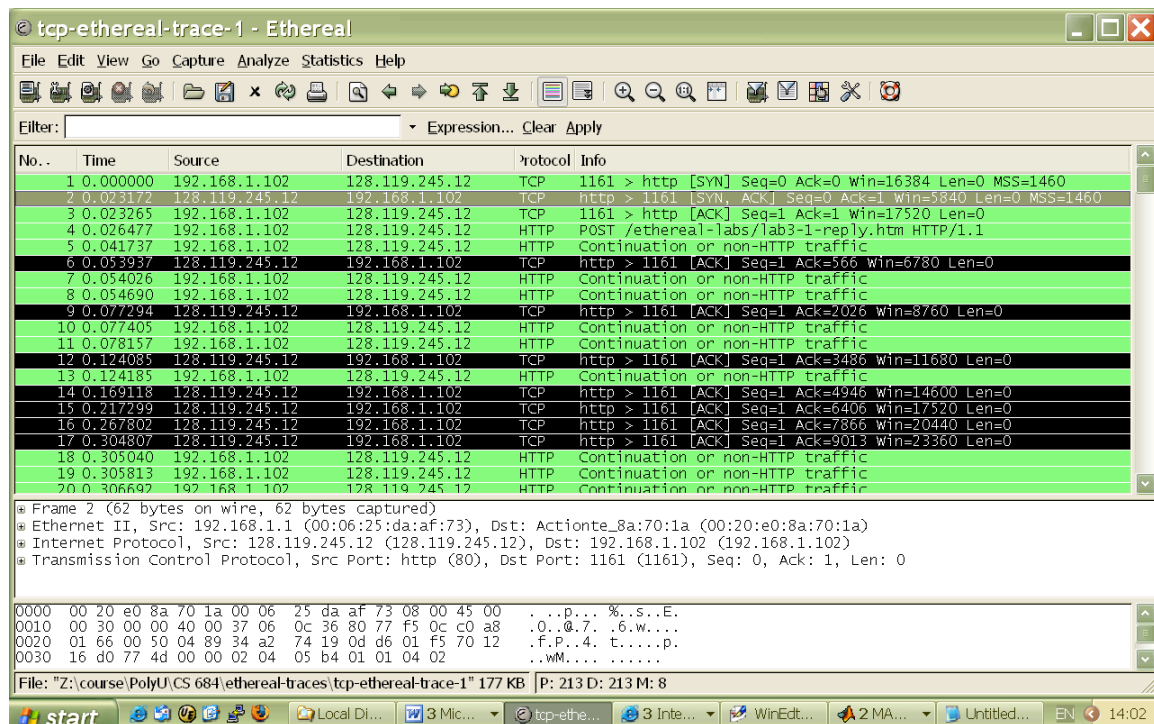 tcp-ethereal-trace-1 - Ethereal
File Edit View Go Capture Analyze Statistics Help
Filter: Expression... Clear Apply
No. . Time Source Destination Protocol Info
1 0.000000 192.168.1.102 128.119.245.12 TCP 1161 > http [SYN] Seq=0 Ack=0 Win=16384 Len=0 MSS=1460
2 0.023172 128.119.245.12 192.168.1.102 TCP http > 1161 [SYN, ACK] Seq=0 Ack=1 Win=5840 Len=0 MSS=1460
3 0.023265 192.168.1.102 128.119.245.12 TCP 1161 > http [ACK] Seq=1 Ack=1 Win=17520 Len=0
4 0.026477 192.168.1.102 128.119.245.12 HTTP POST /ethereal-labs/lab3-1-reply.htm HTTP/1.1
5 0.041737 192.168.1.102 128.119.245.12 HTTP Continuation or non-HTTP traffic
6 0.053937 128.119.245.12 192.168.1.102 TCP http > 1161 [ACK] Seq=1 Ack=566 Win=6780 Len=0
7 0.054026 192.168.1.102 128.119.245.12 HTTP Continuation or non-HTTP traffic
8 0.054690 192.168.1.102 128.119.245.12 HTTP Continuation or non-HTTP traffic
9 0.077294 128.119.245.12 192.168.1.102 TCP http > 1161 [ACK] Seq=1 Ack=2026 Win=8760 Len=0
10 0.077405 192.168.1.102 128.119.245.12 HTTP Continuation or non-HTTP traffic
11 0.078157 192.168.1.102 128.119.245.12 HTTP Continuation or non-HTTP traffic
12 0.124085 128.119.245.12 192.168.1.102 TCP http > 1161 [ACK] Seq=1 Ack=3486 Win=11680 Len=0
13 0.124185 192.168.1.102 128.119.245.12 HTTP Continuation or non-HTTP traffic
14 0.169118 128.119.245.12 192.168.1.102 TCP http > 1161 [ACK] Seq=1 Ack=4946 Win=14600 Len=0
15 0.217299 128.119.245.12 192.168.1.102 TCP http > 1161 [ACK] Seq=1 Ack=6406 Win=17520 Len=0
16 0.267802 128.119.245.12 192.168.1.102 TCP http > 1161 [ACK] Seq=1 Ack=7866 Win=20440 Len=0
17 0.304807 128.119.245.12 192.168.1.102 TCP http > 1161 [ACK] Seq=1 Ack=9013 Win=23360 Len=0
18 0.305040 192.168.1.102 128.119.245.12 HTTP Continuation or non-HTTP traffic
19 0.305813 192.168.1.102 128.119.245.12 HTTP Continuation or non-HTTP traffic
20 0.306692 192.168.1.102 128.119.245.12 HTTP Continuation or non-HTTP traffic
Frame 2 (62 bytes on wire, 62 bytes captured)
Ethernet II, Src: 192.168.1.1 (00:06:25:da:af:73), Dst: Actionte_8a:70:1a (00:20:e0:8a:70:1a)
Internet Protocol, Src: 128.119.245.12 (128.119.245.12), Dst: 192.168.1.102 (192.168.1.102)
Transmission Control Protocol, Src Port: http (80), Dst Port: 1161 (1161), Seq: 0, Ack: 1, Len: 0
0000 00 20 e0 8a 70 1a 00 06 25 da af 73 08 00 45 00 . ..p... %..s..E.
0010 00 30 00 00 40 00 37 06 0c 36 80 77 f5 0c c0 a8 .0..@.7. .6.w....
0020 01 66 00 50 04 89 34 a2 74 19 0d d6 01 f5 70 12 .f.P..4. t.....p.
0030 16 d0 77 4d 00 00 02 04 05 b4 01 01 04 02 ..wM.... ......
File: "Z:\course\PolyU\CS 684\ethereal-traces\tcp-ethereal-trace-1" 177 KB P: 213 D: 213 M: 8
start Local Di... 3 Mic... tcp-ethe... 3 Inte... WinEdt... 2 MA... Untitled... EN 14:02